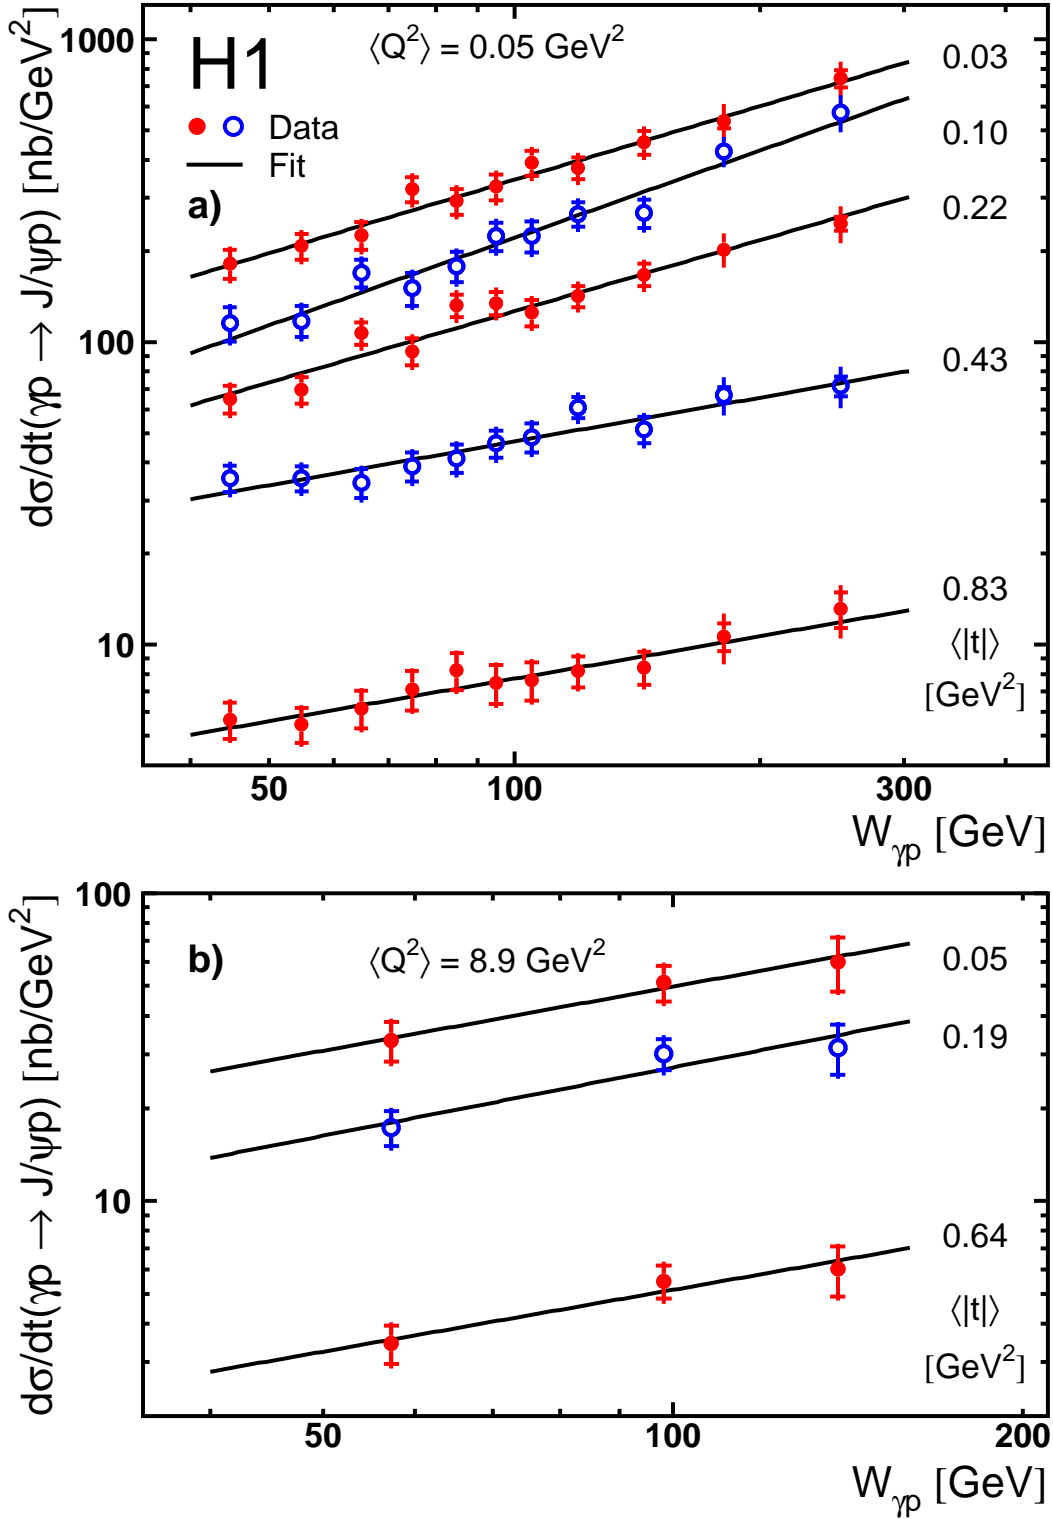 dσ/dt(γp → J/ψp) [nb/GeV²]
1000
100
10
H1
⟨Q²⟩ = 0.05 GeV²
Data
Fit
a)
0.03
0.10
0.22
0.43
0.83
⟨|t|⟩
[GeV²]
50
100
300
W_γp [GeV]
dσ/dt(γp → J/ψp) [nb/GeV²]
100
10
b)
⟨Q²⟩ = 8.9 GeV²
0.05
0.19
0.64
⟨|t|⟩
[GeV²]
50
100
200
W_γp [GeV]